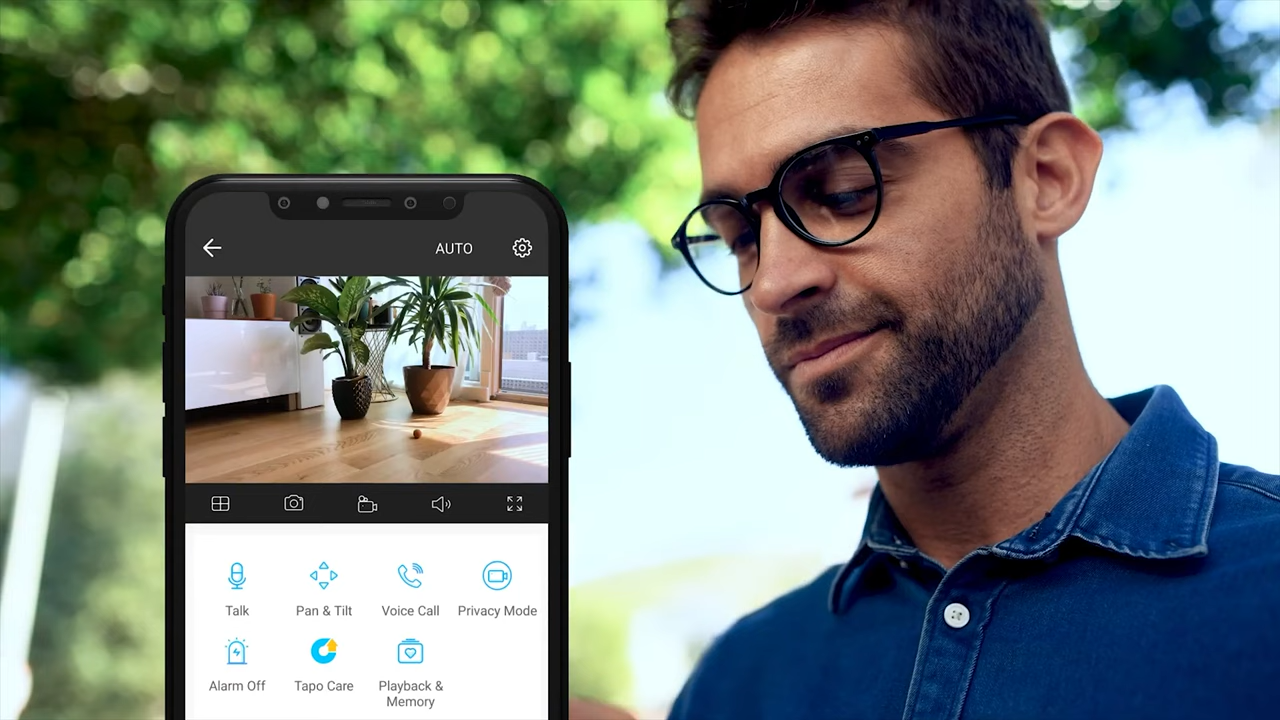 AUTO
Talk
Pan & Tilt
Voice Call
Privacy Mode
Alarm Off
Tapo Care
Playback &
Memory